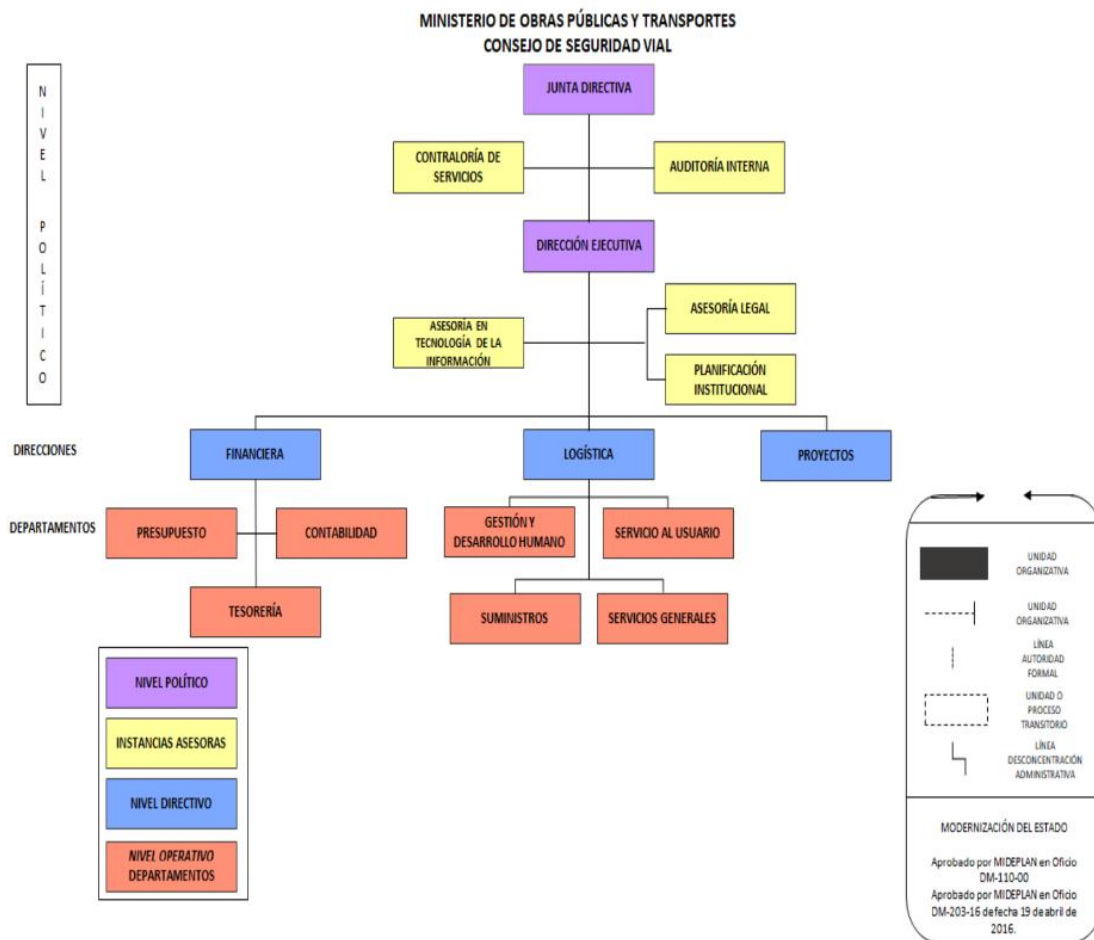 MINISTERIO DE OBRAS PÚBLICAS Y TRANSPORTES
CONSEJO DE SEGURIDAD VIAL
NIVEL POLÍTICO
JUNTA DIRECTIVA
CONTRALORÍA DE
SERVICIOS
AUDITORÍA INTERNA
DIRECCIÓN EJECUTIVA
ASESORÍA EN
TECNOLOGÍA DE LA
INFORMACIÓN
ASESORÍA LEGAL
PLANIFICACIÓN
INSTITUCIONAL
DIRECCIONES
FINANCIERA
LOGÍSTICA
PROYECTOS
DEPARTAMENTOS
PRESUPUESTO
CONTABILIDAD
GESTIÓN Y
DESARROLLO HUMANO
SERVICIO AL USUARIO
TESORERÍA
SUMINISTROS
SERVICIOS GENERALES
NIVEL POLÍTICO
INSTANCIAS ASESORAS
NIVEL DIRECTIVO
NIVEL OPERATIVO
DEPARTAMENTOS
UNIDAD
ORGANIZATIVA
UNIDAD
ORGANIZATIVA
LÍNEA
AUTORIDAD
FORMAL
UNIDAD O
PROCESO
TRANSITORIO
LÍNEA
DESCONCENTRACIÓN
ADMINISTRATIVA
MODERNIZACIÓN DEL ESTADO
Aprobado por MIDEPLAN en Oficio
DM-110-00
Aprobado por MIDEPLAN en Oficio
DM-203-16 de fecha 19 de abril de
2016.